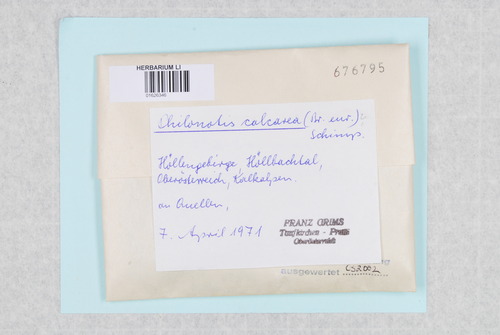 HERBARIUM LI
676795
Philonotis calcarea (Br. eur.)
Schimp.
Höllengebirge, Höllbachtal,
Oberösterreich, Kalkalpen.
an Quellen,
7. April 1971
FRANZ GRIMS
Taufkirchen - Pram
Oberösterreich
ausgewertet